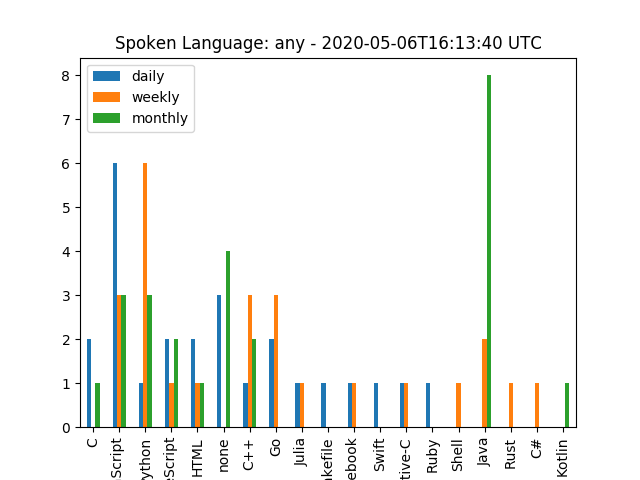 Spoken Language: any - 2020-05-06T16:13:40 UTC
daily
weekly
monthly
8
7
6
5
4
3
2
1
0
C
Script
ython
Script
HTML
none
C++
Go
Julia
kefile
ebook
Swift
tive-C
Ruby
Shell
Java
Rust
C#
Kotlin